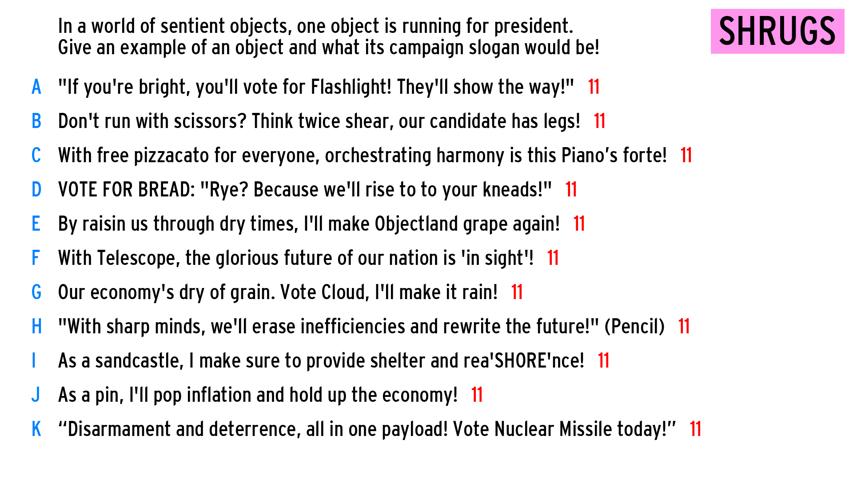 In a world of sentient objects, one object is running for president.
Give an example of an object and what its campaign slogan would be!
SHRUGS
A "If you're bright, you'll vote for Flashlight! They'll show the way!" 11
B Don't run with scissors? Think twice shear, our candidate has legs! 11
C With free pizzacato for everyone, orchestrating harmony is this Piano’s forte! 11
D VOTE FOR BREAD: "Rye? Because we'll rise to to your kneads!" 11
E By raisin us through dry times, I'll make Objectland grape again! 11
F With Telescope, the glorious future of our nation is 'in sight'! 11
G Our economy's dry of grain. Vote Cloud, I'll make it rain! 11
H "With sharp minds, we'll erase inefficiencies and rewrite the future!" (Pencil) 11
I As a sandcastle, I make sure to provide shelter and rea'SHORE'nce! 11
J As a pin, I'll pop inflation and hold up the economy! 11
K “Disarmament and deterrence, all in one payload! Vote Nuclear Missile today!” 11